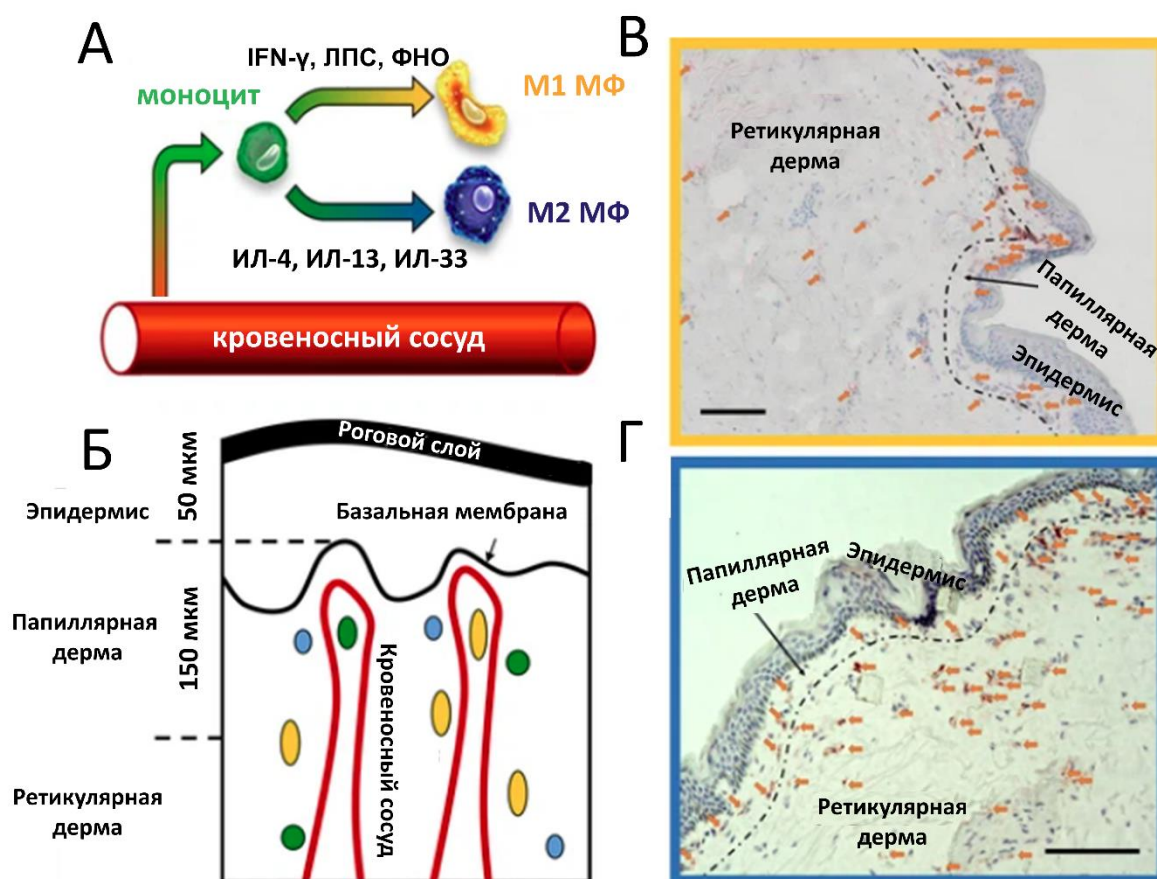 А
IFN-γ, ЛПС, ФНО
моноцит
М1 МФ
М2 МФ
ИЛ-4, ИЛ-13, ИЛ-33
кровеносный сосуд
Б
Роговой слой
Эпидермис
50 мкм
Базальная мембрана
Папиллярная
дерма
150 мкм
Кровеносный сосуд
Ретикулярная
дерма
В
Ретикулярная
дерма
Папиллярная
дерма
Эпидермис
Г
Папиллярная
дерма
Эпидермис
Ретикулярная
дерма